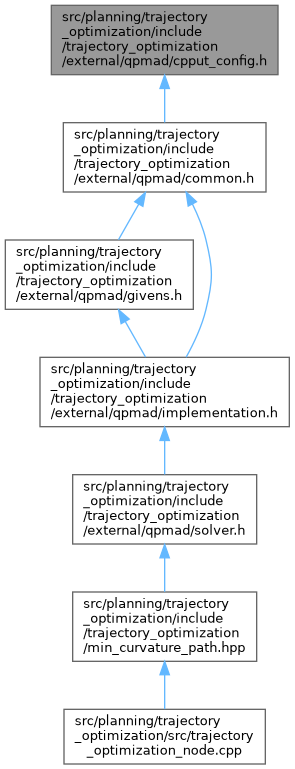 src/planning/trajectory
_optimization/include
/trajectory_optimization
/external/qpmad/cpput_config.h
src/planning/trajectory
_optimization/include
/trajectory_optimization
/external/qpmad/common.h
src/planning/trajectory
_optimization/include
/trajectory_optimization
/external/qpmad/givens.h
src/planning/trajectory
_optimization/include
/trajectory_optimization
/external/qpmad/implementation.h
src/planning/trajectory
_optimization/include
/trajectory_optimization
/external/qpmad/solver.h
src/planning/trajectory
_optimization/include
/trajectory_optimization
/min_curvature_path.hpp
src/planning/trajectory
_optimization/src/trajectory
_optimization_node.cpp